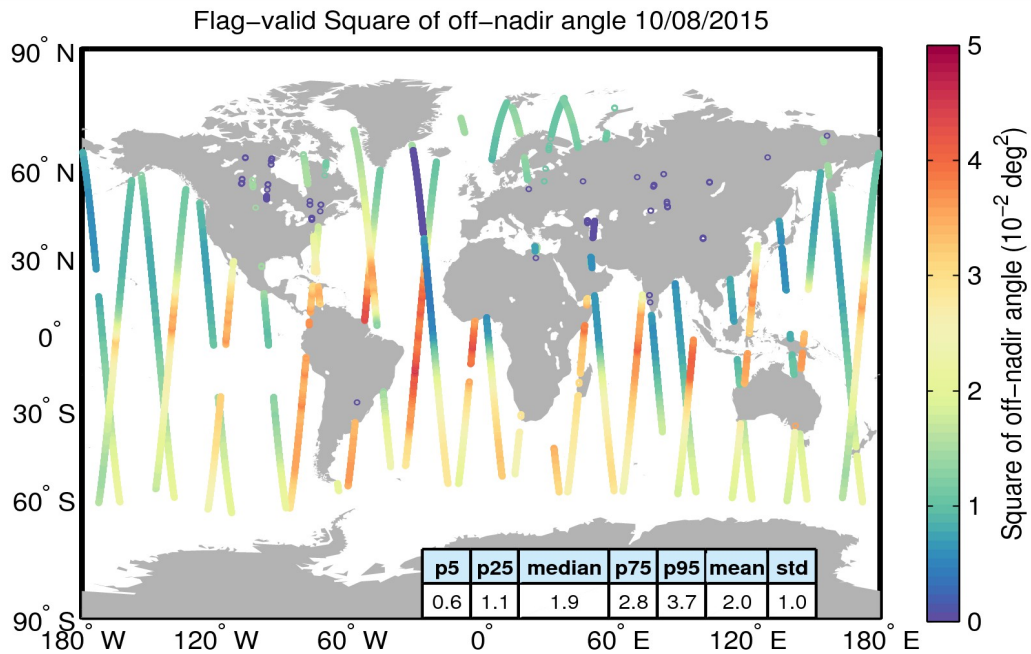 Flag−valid Square of off−nadir angle 10/08/2015
90° N
60° N
30° N
0°
30° S
60° S
90° S
180° W
120° W
60° W
0°
60° E
120° E
180° E
p5 p25 median p75 p95 mean std
0.6 1.1 1.9 2.8 3.7 2.0 1.0
5
4
3
2
1
0
Square of off−nadir angle (10⁻² deg²)